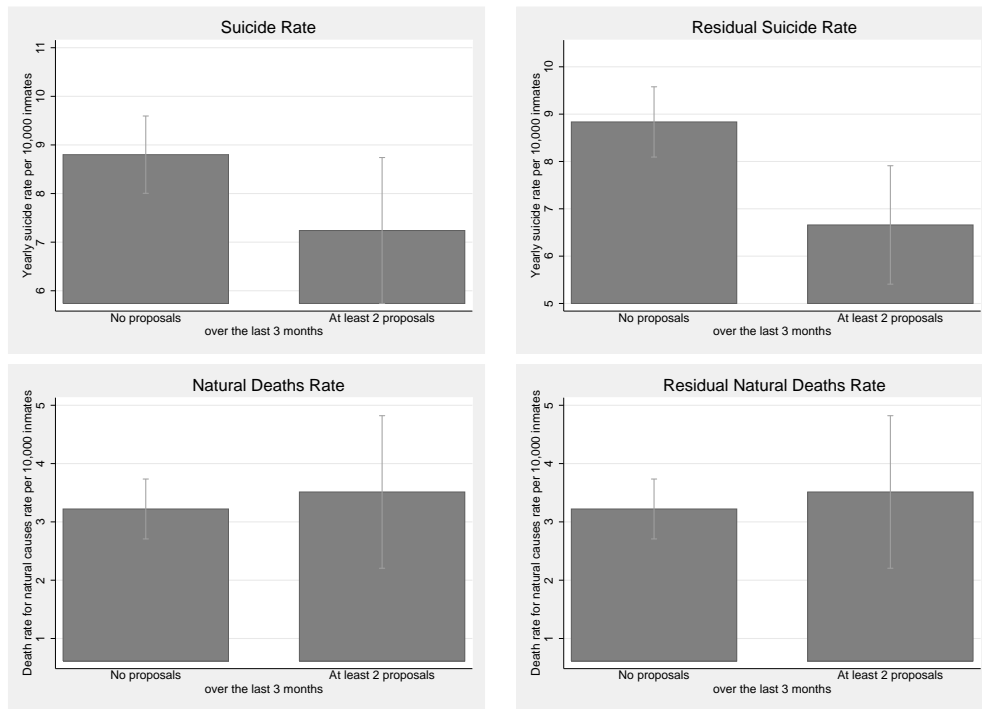 Suicide Rate
Yearly suicide rate per 10,000 inmates
11
10
9
8
7
6
No proposals
At least 2 proposals
over the last 3 months
Residual Suicide Rate
Yearly suicide rate per 10,000 inmates
10
9
8
7
6
5
No proposals
At least 2 proposals
over the last 3 months
Natural Deaths Rate
Death rate for natural causes rate per 10,000 inmates
5
4
3
2
1
No proposals
At least 2 proposals
over the last 3 months
Residual Natural Deaths Rate
Death rate for natural causes rate per 10,000 inmates
5
4
3
2
1
No proposals
At least 2 proposals
over the last 3 months